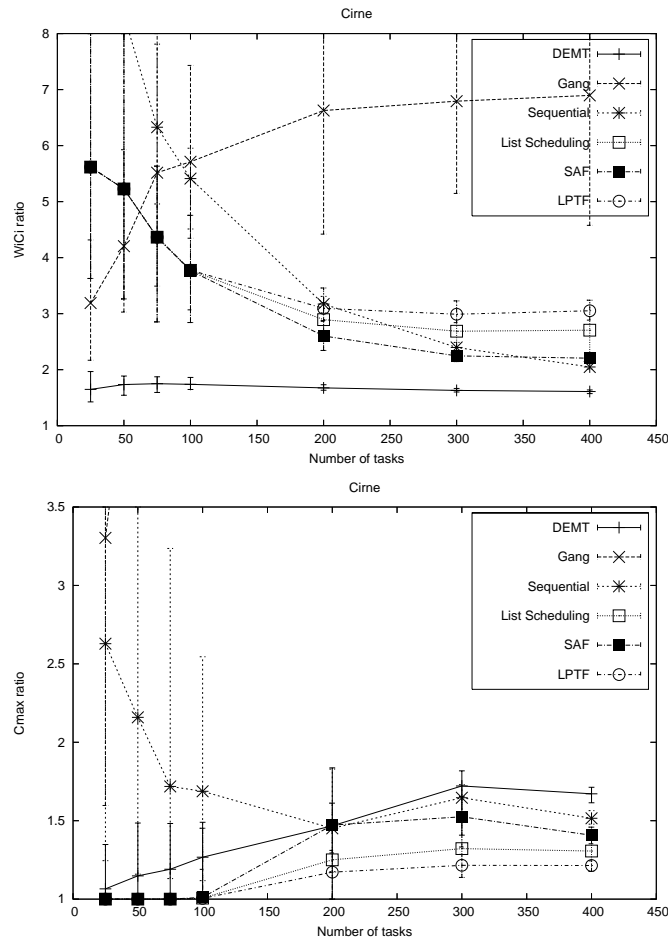 Cirne
8
7
6
5
4
3
2
1
WiCi ratio
DEMT
Gang
Sequential
List Scheduling
SAF
LPTF
0 50 100 150 200 250 300 350 400 450
Number of tasks
Cirne
3.5
3
2.5
2
1.5
1
Cmax ratio
DEMT
Gang
Sequential
List Scheduling
SAF
LPTF
0 50 100 150 200 250 300 350 400 450
Number of tasks